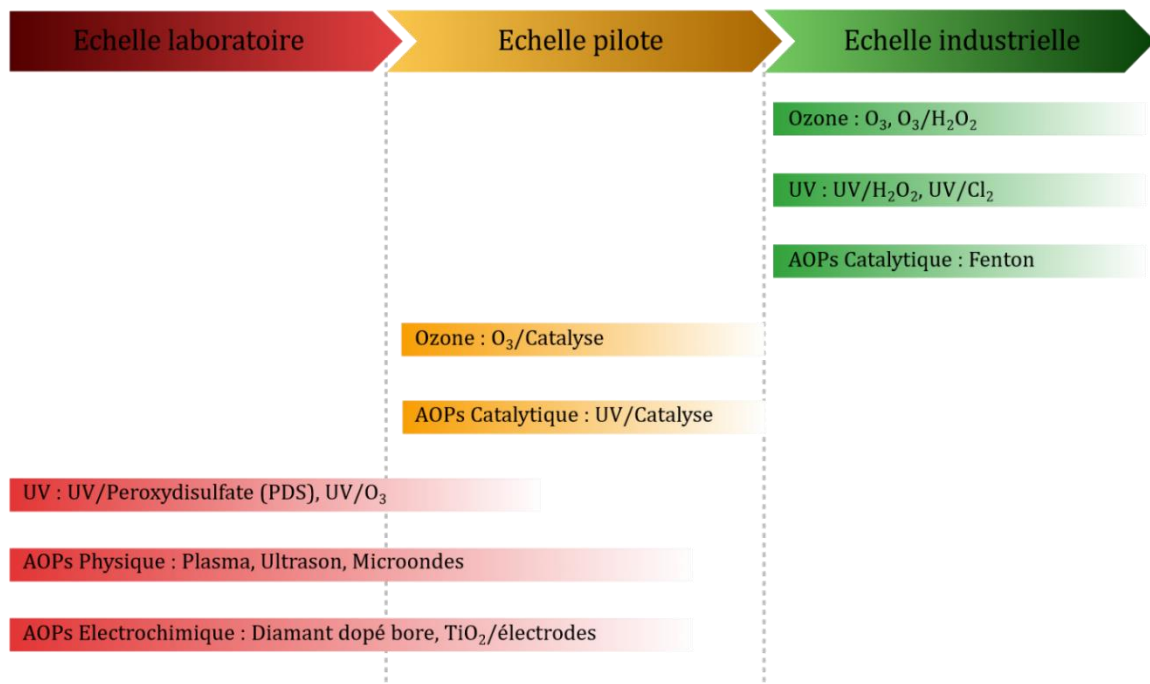 Echelle laboratoire
Echelle pilote
Echelle industrielle
Ozone : O₃, O₃/H₂O₂
UV : UV/H₂O₂, UV/Cl₂
AOPs Catalytique : Fenton
Ozone : O₃/Catalyse
AOPs Catalytique : UV/Catalyse
UV : UV/Peroxydisulfate (PDS), UV/O₃
AOPs Physique : Plasma, Ultrason, Microondes
AOPs Electrochimique : Diamant dopé bore, TiO₂/électrodes